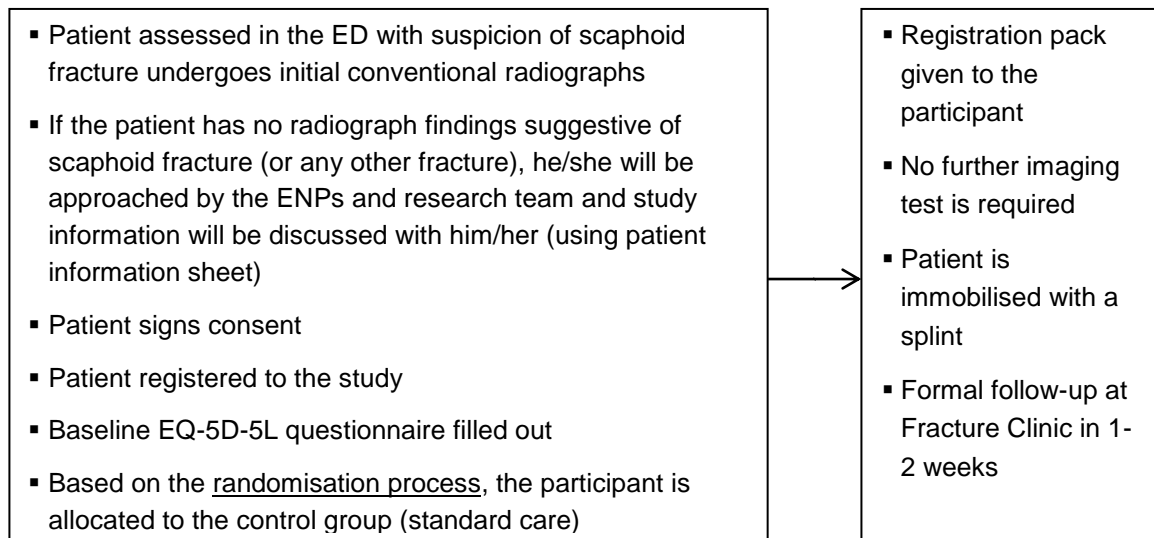 ▪ Patient assessed in the ED with suspicion of scaphoid
fracture undergoes initial conventional radiographs
▪ If the patient has no radiograph findings suggestive of
scaphoid fracture (or any other fracture), he/she will be
approached by the ENPs and research team and study
information will be discussed with him/her (using patient
information sheet)
▪ Patient signs consent
▪ Patient registered to the study
▪ Baseline EQ-5D-5L questionnaire filled out
▪ Based on the randomisation process, the participant is
allocated to the control group (standard care)
▪ Registration pack
given to the
participant
▪ No further imaging
test is required
▪ Patient is
immobilised with a
splint
▪ Formal follow-up at
Fracture Clinic in 1-
2 weeks